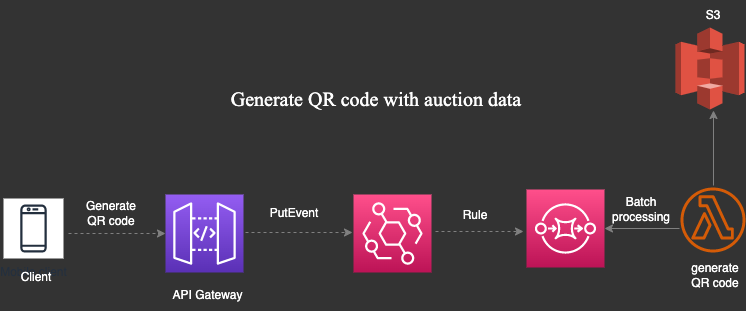 S3
Generate QR code with auction data
Generate
QR code
PutEvent
Rule
Batch
processing
</>
Client
API Gateway
generate
QR code